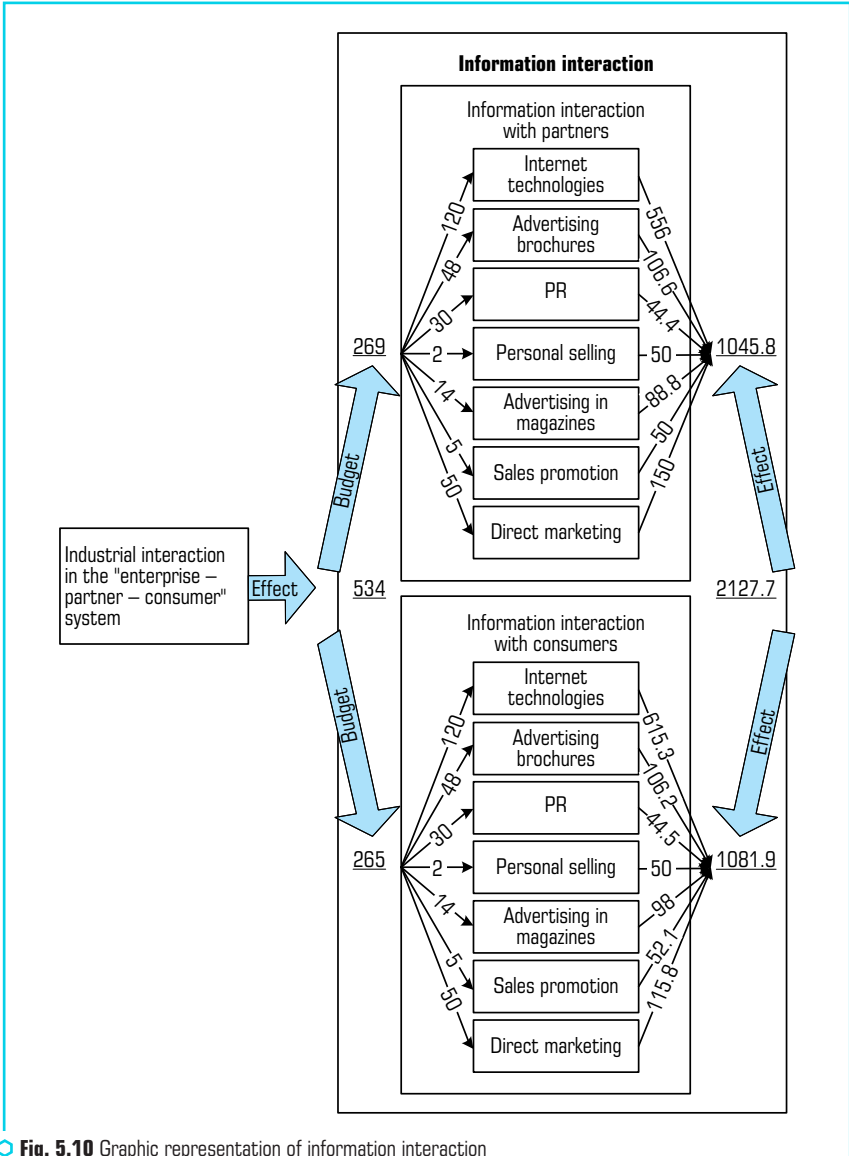 Information interaction
Information interaction
with partners
Internet
technologies
Advertising
brochures
PR
Personal selling
Advertising in
magazines
Sales promotion
Direct marketing
120
48
30
2
14
5
50
556
106.6
44.4
50
88.8
50
150
269
1045.8
Budget
Effect
Industrial interaction
in the "enterprise –
partner – consumer"
system
Effect
534
2127.7
Budget
Effect
Information interaction
with consumers
Internet
technologies
Advertising
brochures
PR
Personal selling
Advertising in
magazines
Sales promotion
Direct marketing
120
48
30
2
14
5
50
615.3
106.2
44.5
50
98
52.1
115.8
265
1081.9
Fig. 5.10 Graphic representation of information interaction